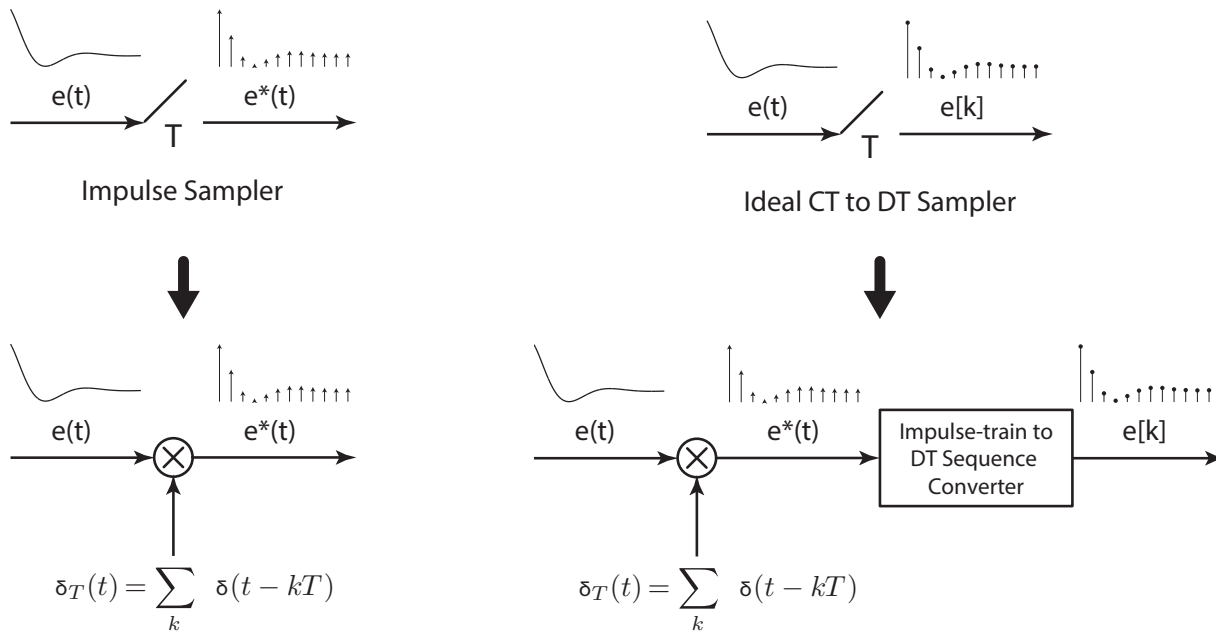 e(t) e*(t)
T
Impulse Sampler
e(t) e[k]
T
Ideal CT to DT Sampler
e(t) e*(t)
δ_T(t) = ∑_k δ(t − kT)
e(t) e*(t)
Impulse-train to
DT Sequence
Converter
e[k]
δ_T(t) = ∑_k δ(t − kT)